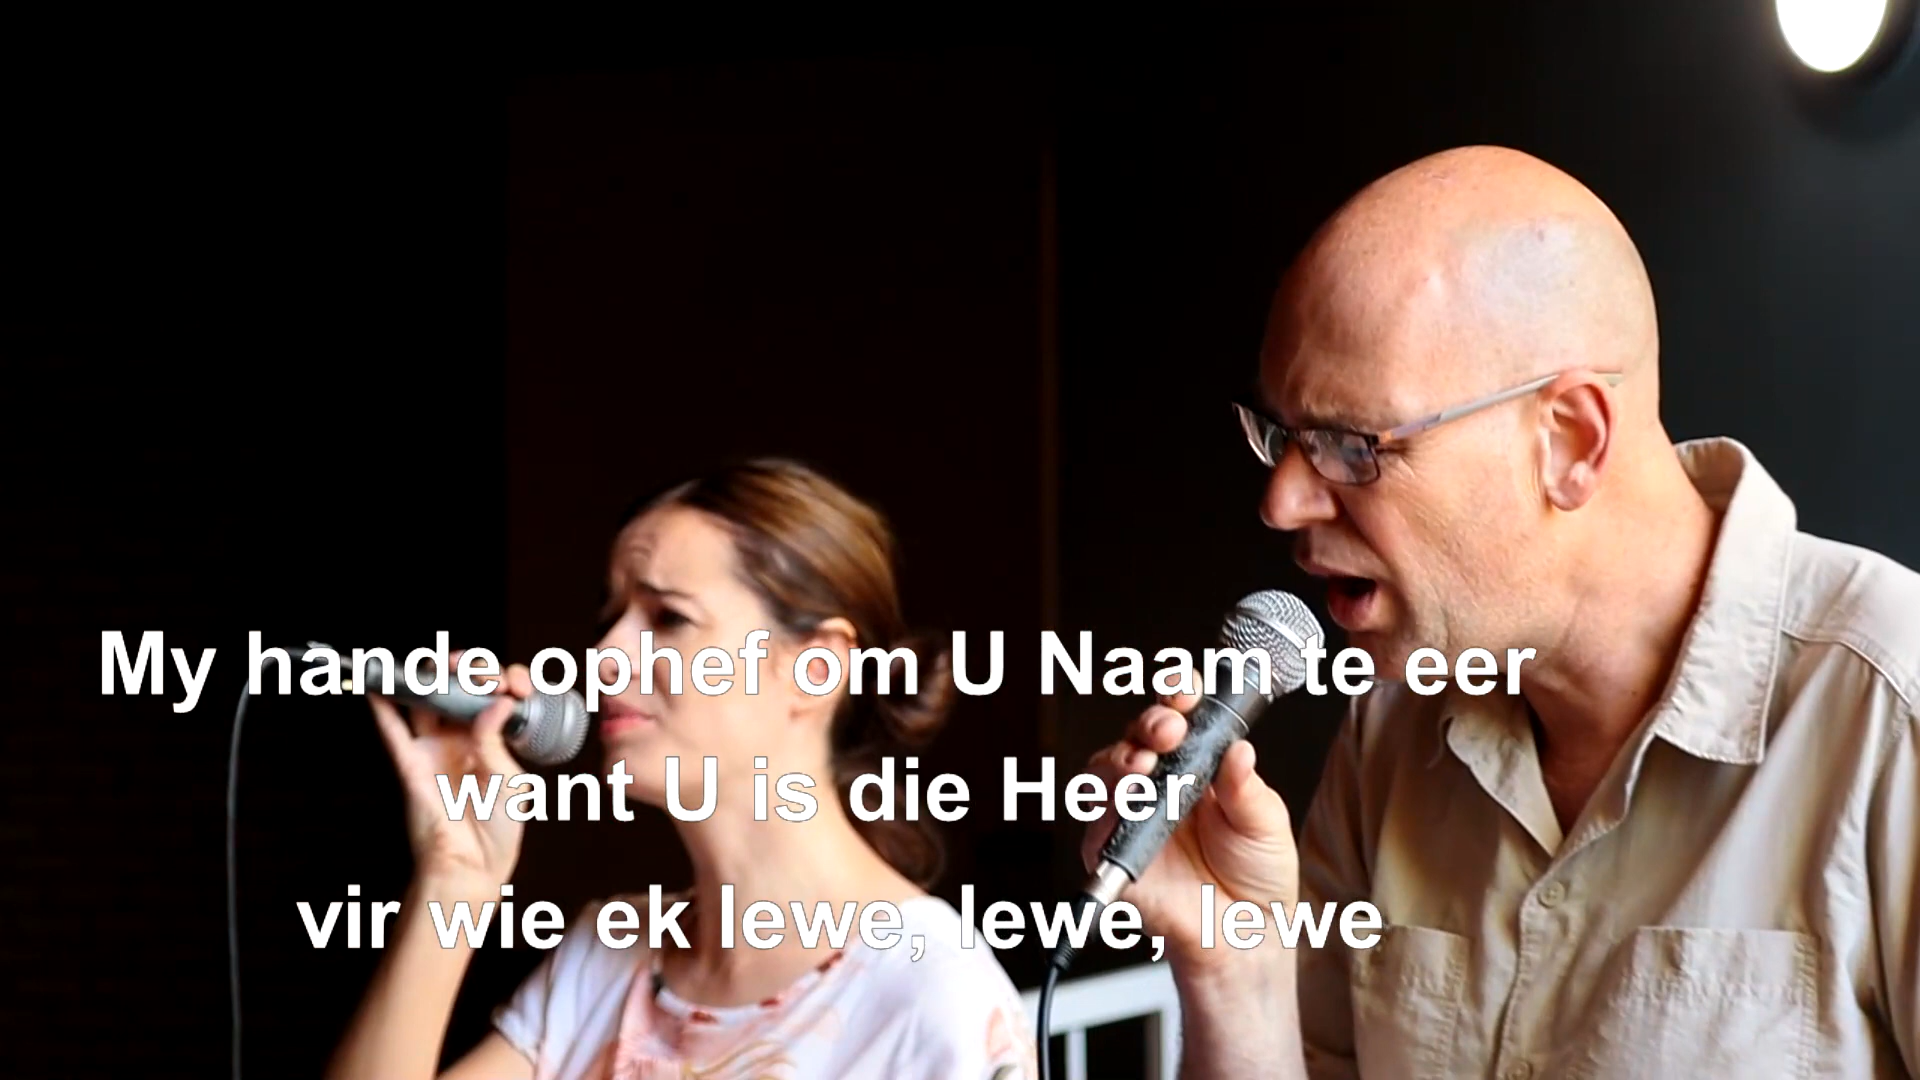 My hande ophef om U Naam te eer
want U is die Heer
vir wie ek lewe, lewe, lewe